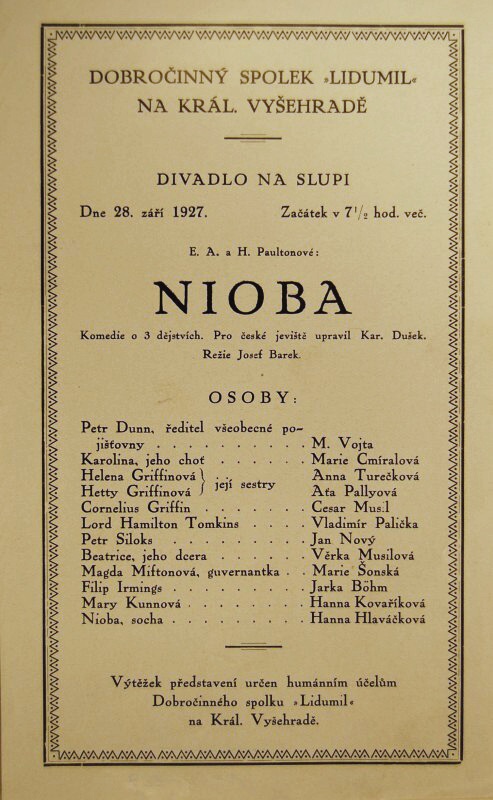 DOBROČINNÝ SPOLEK »LIDUMIL«
NA KRÁL. VYŠEHRADĚ
DIVADLO NA SLUPI
Dne 28. září 1927. Začátek v 7 1/2 hod. več.
E. A. a H. Paultonové:
NIOBA
Komedie o 3 dějstvích. Pro české jeviště upravil Kar. Dušek.
Režie Josef Barek.
OSOBY:
Petr Dunn, ředitel všeobecné po-
jišťovny . . . . . . . . . . M. Vojta
Karolina, jeho choť . . . . . . Marie Cmíralová
Helena Griffinová } její sestry . . Anna Turečková
Hetty Griffinová } Aťa Pallyová
Cornelius Griffin . . . . . . . Cesar Mus.l
Lord Hamilton Tomkins . . . . Vladimír Palička
Petr Siloks . . . . . . . . . Jan Nový
Beatrice, jeho dcera . . . . . . Věrka Musilová
Magda Miftonová, guvernantka . . Marie Šonská
Filip Irmings . . . . . . . . . Jarka Böhm
Mary Kunnová . . . . . . . . Hanna Kovaříková
Nioba, socha . . . . . . . . . Hanna Hlaváčková
Výtěžek představení určen humánním účelům
Dobročinného spolku »Lidumil«
na Král. Vyšehradě.